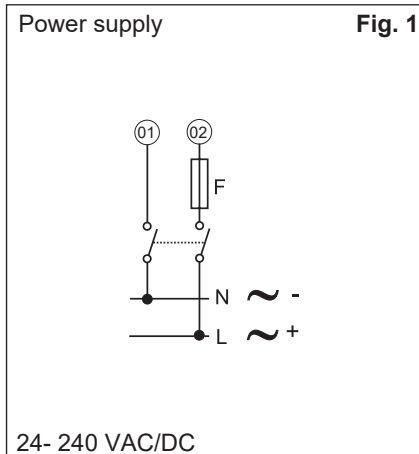 Power supply Fig. 1
01 02
F
N ~ -
L ~ +
24- 240 VAC/DC